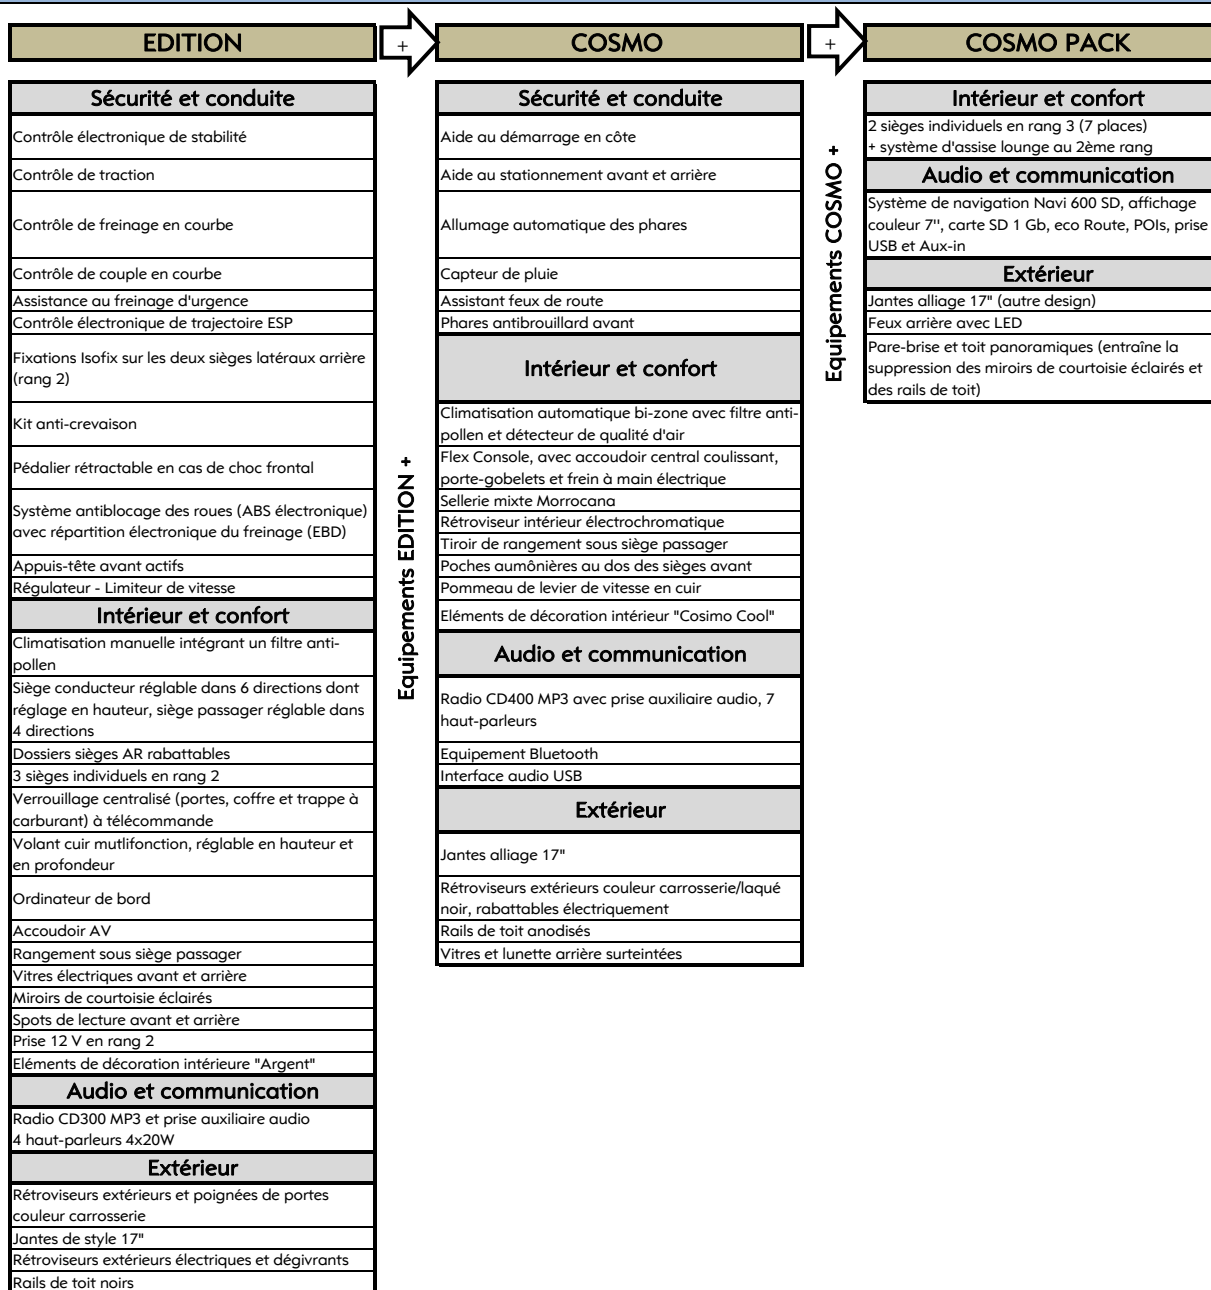 EDITION
+
COSMO
+
COSMO PACK
Sécurité et conduite
Contrôle électronique de stabilité
Contrôle de traction
Contrôle de freinage en courbe
Contrôle de couple en courbe
Assistance au freinage d'urgence
Contrôle électronique de trajectoire ESP
Fixations Isofix sur les deux sièges latéraux arrière
(rang 2)
Kit anti-crevaison
Pédalier rétractable en cas de choc frontal
Système antiblocage des roues (ABS électronique)
avec répartition électronique du freinage (EBD)
Appuis-tête avant actifs
Régulateur - Limiteur de vitesse
Intérieur et confort
Climatisation manuelle intégrant un filtre anti-
pollen
Siège conducteur réglable dans 6 directions dont
réglage en hauteur, siège passager réglable dans
4 directions
Dossiers sièges AR rabattables
3 sièges individuels en rang 2
Verrouillage centralisé (portes, coffre et trappe à
carburant) à télécommande
Volant cuir mutlifonction, réglable en hauteur et
en profondeur
Ordinateur de bord
Accoudoir AV
Rangement sous siège passager
Vitres électriques avant et arrière
Miroirs de courtoisie éclairés
Spots de lecture avant et arrière
Prise 12 V en rang 2
Eléments de décoration intérieure "Argent"
Audio et communication
Radio CD300 MP3 et prise auxiliaire audio
4 haut-parleurs 4x20W
Extérieur
Rétroviseurs extérieurs et poignées de portes
couleur carrosserie
Jantes de style 17"
Rétroviseurs extérieurs électriques et dégivrants
Rails de toit noirs
Equipements EDITION +
Sécurité et conduite
Aide au démarrage en côte
Aide au stationnement avant et arrière
Allumage automatique des phares
Capteur de pluie
Assistant feux de route
Phares antibrouillard avant
Intérieur et confort
Climatisation automatique bi-zone avec filtre anti-
pollen et détecteur de qualité d'air
Flex Console, avec accoudoir central coulissant,
porte-gobelets et frein à main électrique
Sellerie mixte Morrocana
Rétroviseur intérieur électrochromatique
Tiroir de rangement sous siège passager
Poches aumônières au dos des sièges avant
Pommeau de levier de vitesse en cuir
Eléments de décoration intérieur "Cosimo Cool"
Audio et communication
Radio CD400 MP3 avec prise auxiliaire audio, 7
haut-parleurs
Equipement Bluetooth
Interface audio USB
Extérieur
Jantes alliage 17"
Rétroviseurs extérieurs couleur carrosserie/laqué
noir, rabattables électriquement
Rails de toit anodisés
Vitres et lunette arrière surteintées
Equipements COSMO +
Intérieur et confort
2 sièges individuels en rang 3 (7 places)
+ système d'assise lounge au 2ème rang
Audio et communication
Système de navigation Navi 600 SD, affichage
couleur 7'', carte SD 1 Gb, eco Route, POIs, prise
USB et Aux-in
Extérieur
Jantes alliage 17" (autre design)
Feux arrière avec LED
Pare-brise et toit panoramiques (entraîne la
suppression des miroirs de courtoisie éclairés et
des rails de toit)